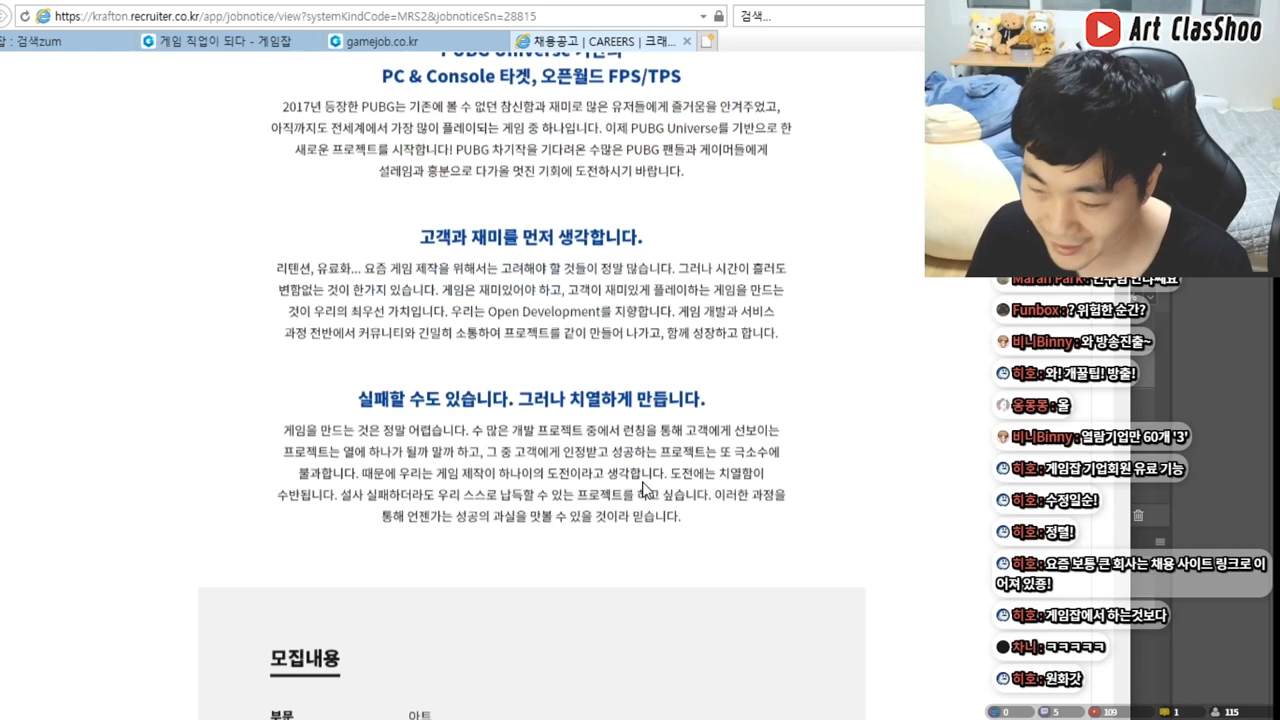 https://krafton.recruiter.co.kr/app/jobnotice/view?systemKindCode=MRS2&jobnoticeSn=28815
검색...
잡 : 검색zum
게임 직업이 되다 - 게임잡
gamejob.co.kr
채용공고 | CAREERS | 크래...
Art ClasShoo
PUBG Universe 기반의
PC & Console 타겟, 오픈월드 FPS/TPS
2017년 등장한 PUBG는 기존에 볼 수 없던 참신함과 재미로 많은 유저들에게 즐거움을 안겨주었고,
아직까지도 전세계에서 가장 많이 플레이되는 게임 중 하나입니다. 이제 PUBG Universe를 기반으로 한
새로운 프로젝트를 시작합니다! PUBG 차기작을 기다려온 수많은 PUBG 팬들과 게이머들에게
설레임과 흥분으로 다가올 멋진 기회에 도전하시기 바랍니다.
고객과 재미를 먼저 생각합니다.
리텐션, 유료화... 요즘 게임 제작을 위해서는 고려해야 할 것들이 정말 많습니다. 그러나 시간이 흘러도
변함없는 것이 하나 있습니다. 게임은 재미있어야 하고, 고객이 재미있게 플레이하는 게임을 만드는
것이 우리의 최우선 가치입니다. 우리는 Open Development를 지향합니다. 게임 개발과 서비스
과정 전반에서 커뮤니티와 긴밀히 소통하여 프로젝트를 같이 만들어 나가고, 함께 성장하고 합니다.
실패할 수도 있습니다. 그러나 치열하게 만듭니다.
게임을 만드는 것은 정말 어렵습니다. 수 많은 개발 프로젝트 중에서 런칭을 통해 고객에게 선보이는
프로젝트는 열에 하나가 될까 말까 하고, 그 중 고객에게 인정받고 성공하는 프로젝트는 또 극소수에
불과합니다. 때문에 우리는 게임 제작이 하나이의 도전이라고 생각합니다. 도전에는 치열함이
수반됩니다. 설사 실패하더라도 우리 스스로 납득할 수 있는 프로젝트를 하고 싶습니다. 이러한 과정을
통해 언젠가는 성공의 과실을 맛볼 수 있을 것이라 믿습니다.
모집내용
부문 아트
Maran Park :
Funbox : ? 위험한 순간?
비니Binny : 와 방송진출~
히호 : 와! 개꿀팁! 방출!
웅몽몽 : 올
비니Binny : 열람기업만 60개 '3'
히호 : 게임잡 기업회원 유료 기능
히호 : 수정일순!
히호 : 정렬!
히호 : 요즘 보통 큰 회사는 채용 사이트 링크로 이
어져 있죵!
히호 : 게임잡에서 하는것보다
차니 : ㅋㅋㅋㅋㅋ
히호 : 원화갓
0 5 109 1 115